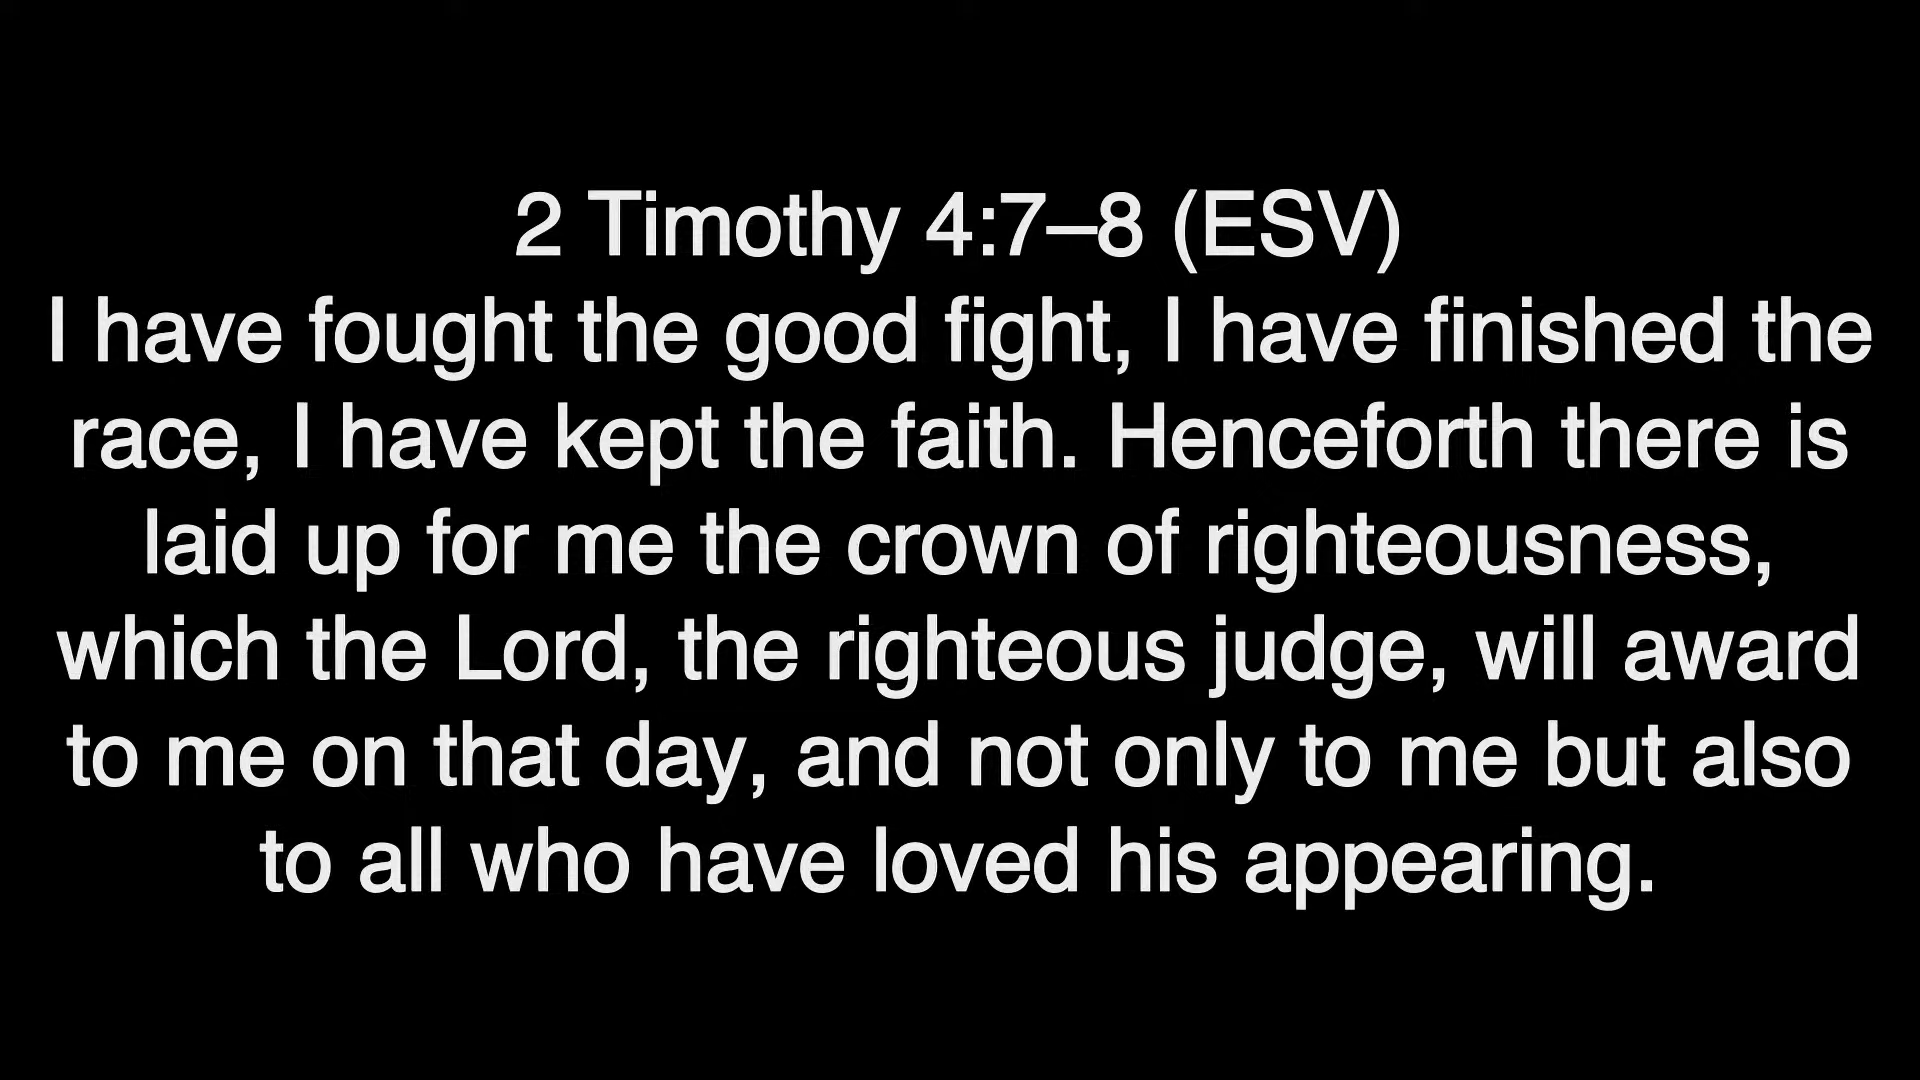 2 Timothy 4:7–8 (ESV)
I have fought the good fight, I have finished the
race, I have kept the faith. Henceforth there is
laid up for me the crown of righteousness,
which the Lord, the righteous judge, will award
to me on that day, and not only to me but also
to all who have loved his appearing.